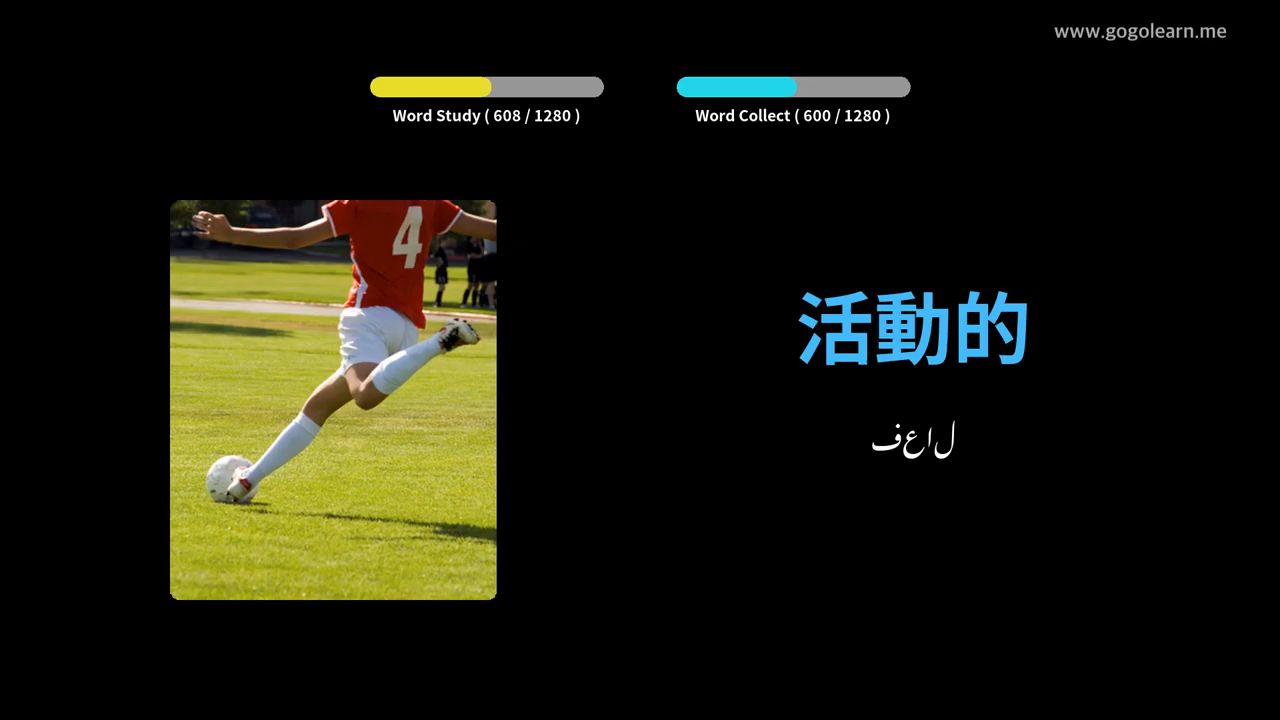 www.gogolearn.me
Word Study ( 608 / 1280 )
Word Collect ( 600 / 1280 )
4
活動的
فعال